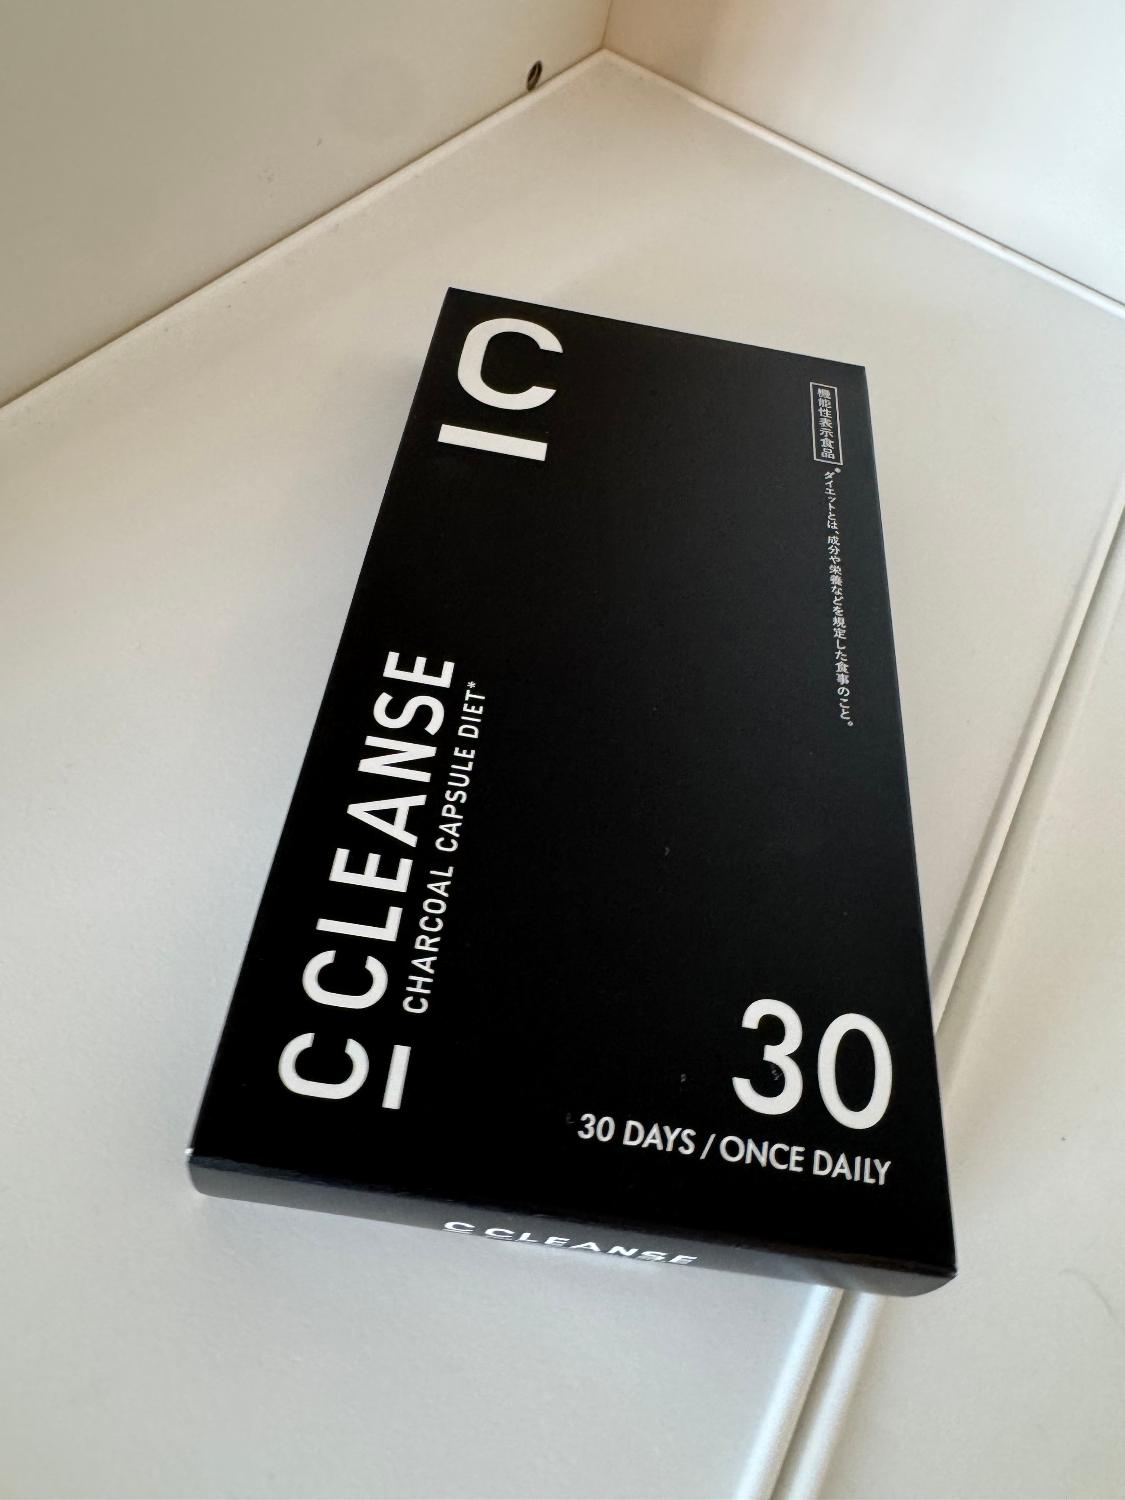 C
機能性表示食品
*ダイエットとは、成分や栄養などを規定した食事のこと。
C CLEANSE
CHARCOAL CAPSULE DIET*
30
30 DAYS / ONCE DAILY
C CLEANSE